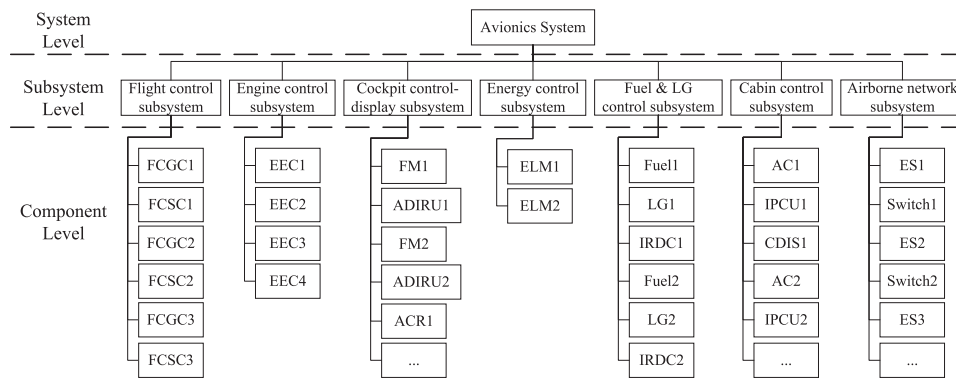 System
Level
Avionics System
Subsystem
Level
Flight control
subsystem
Engine control
subsystem
Cockpit control-
display subsystem
Energy control
subsystem
Fuel & LG
control subsystem
Cabin control
subsystem
Airborne network
subsystem
Component
Level
FCGC1
FCSC1
FCGC2
FCSC2
FCGC3
FCSC3
EEC1
EEC2
EEC3
EEC4
FM1
ADIRU1
FM2
ADIRU2
ACR1
...
ELM1
ELM2
Fuel1
LG1
IRDC1
Fuel2
LG2
IRDC2
AC1
IPCU1
CDIS1
AC2
IPCU2
...
ES1
Switch1
ES2
Switch2
ES3
...